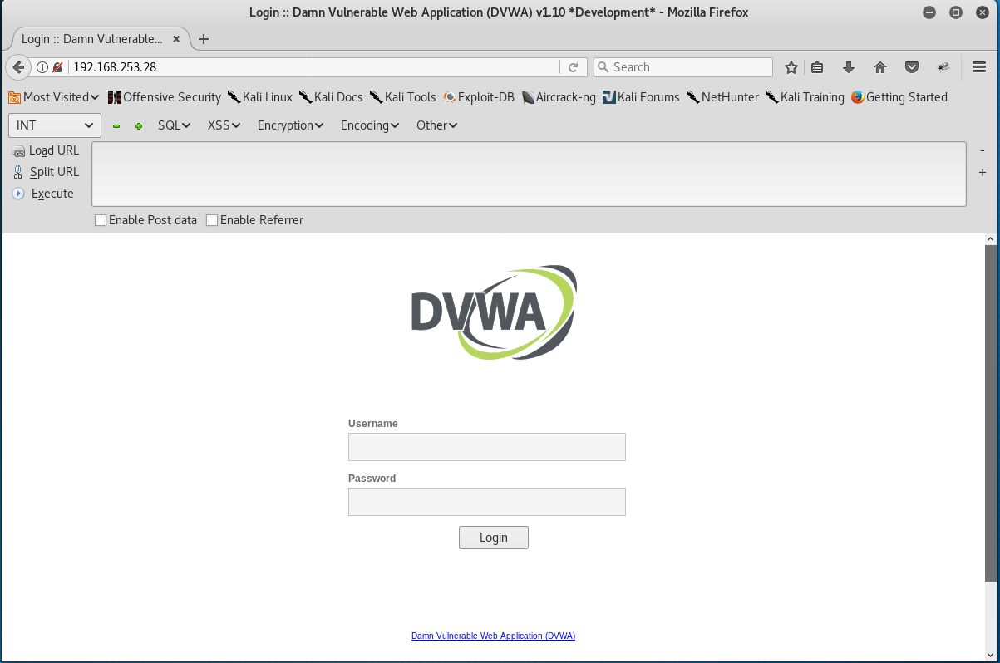 Login :: Damn Vulnerable Web Application (DVWA) v1.10 *Development* - Mozilla Firefox
Login :: Damn Vulnerable...
192.168.253.28 Search
Most Visited Offensive Security Kali Linux Kali Docs Kali Tools Exploit-DB Aircrack-ng Kali Forums NetHunter Kali Training Getting Started
INT SQL XSS Encryption Encoding Other
Load URL
Split URL
Execute
Enable Post data Enable Referrer
DVWA
Username
Password
Login
Damn Vulnerable Web Application (DVWA)